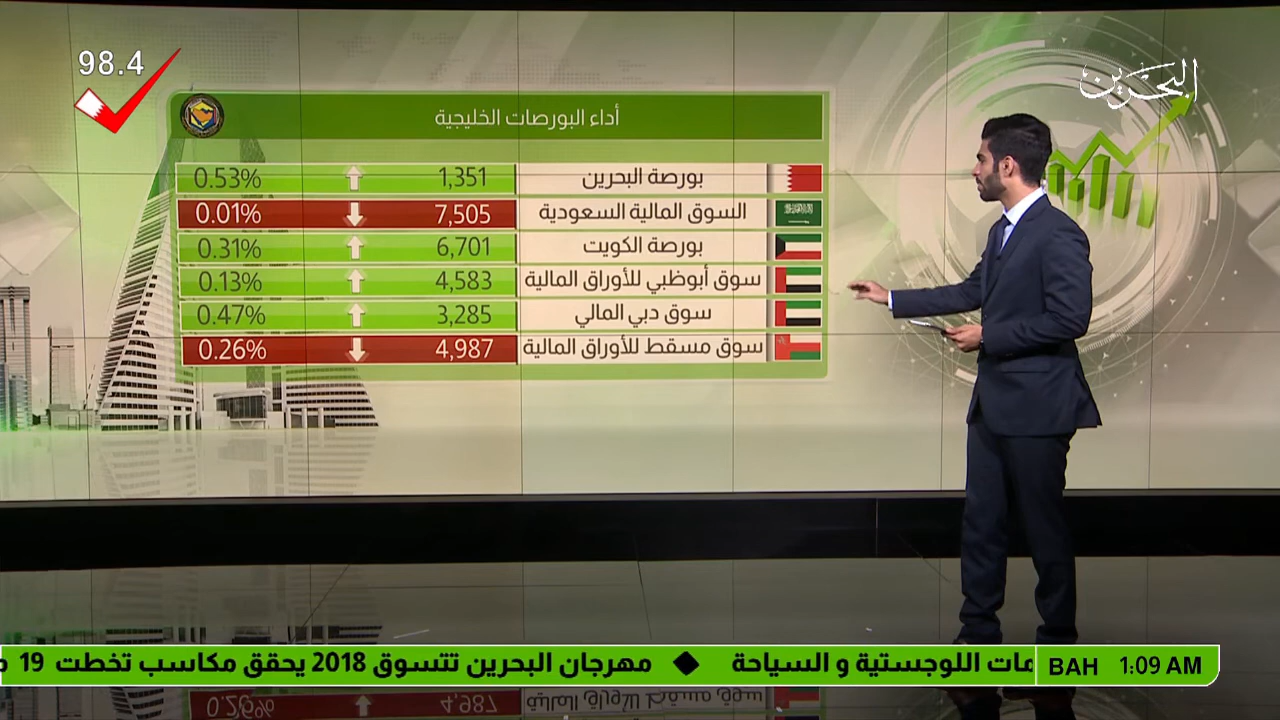 98.4
البحرين
أداء البورصات الخليجية
بورصة البحرين 1,351 0.53%
السوق المالية السعودية 7,505 0.01%
بورصة الكويت 6,701 0.31%
سوق أبوظبي للأوراق المالية 4,583 0.13%
سوق دبي المالي 3,285 0.47%
سوق مسقط للأوراق المالية 4,987 0.26%
اللوجستية و السياحة ◆ مهرجان البحرين تتسوق 2018 يحقق مكاسب تخطت 19
BAH 1:09 AM